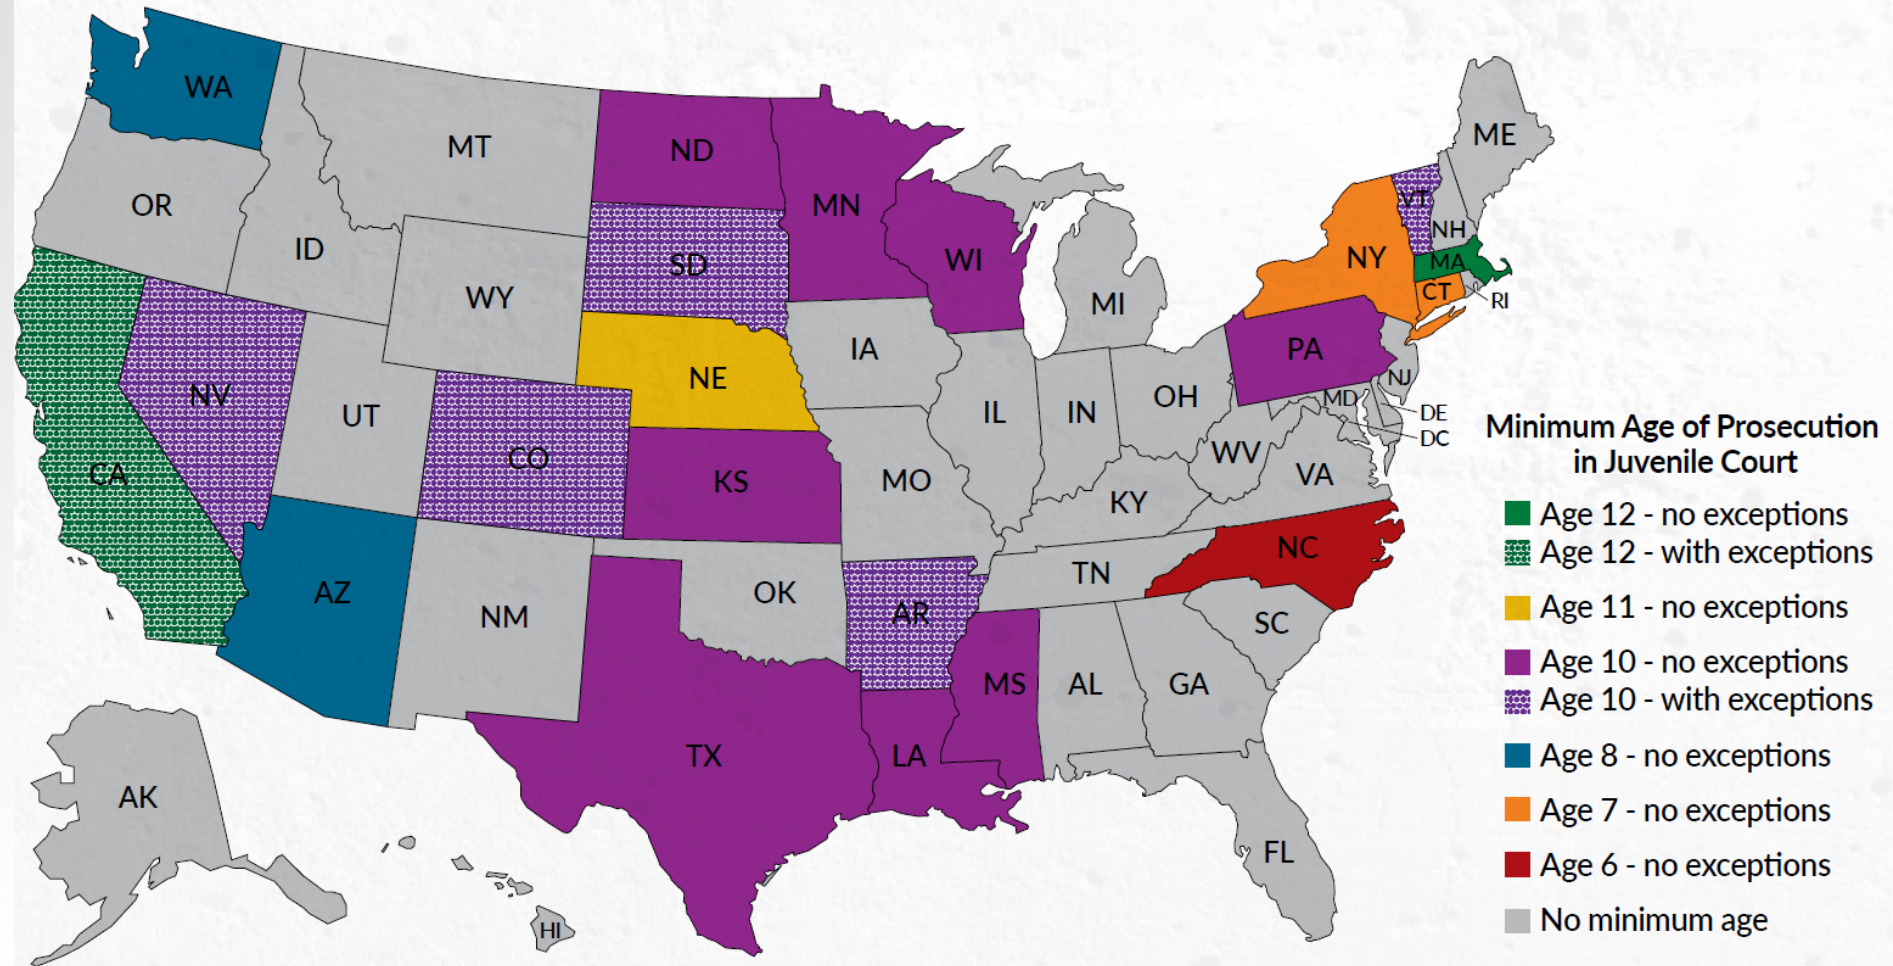 WA
MT
ND
MN
ME
OR
ID
SD
WI
VT
NH
NY
MA
WY
MI
CT
RI
IA
PA
NE
NV
UT
CO
IL
IN
OH
NJ
MD
DE
DC
CA
KS
MO
WV
VA
KY
AZ
NM
OK
AR
TN
NC
SC
MS
AL
GA
TX
LA
AK
HI
FL
Minimum Age of Prosecution
in Juvenile Court
Age 12 - no exceptions
Age 12 - with exceptions
Age 11 - no exceptions
Age 10 - no exceptions
Age 10 - with exceptions
Age 8 - no exceptions
Age 7 - no exceptions
Age 6 - no exceptions
No minimum age